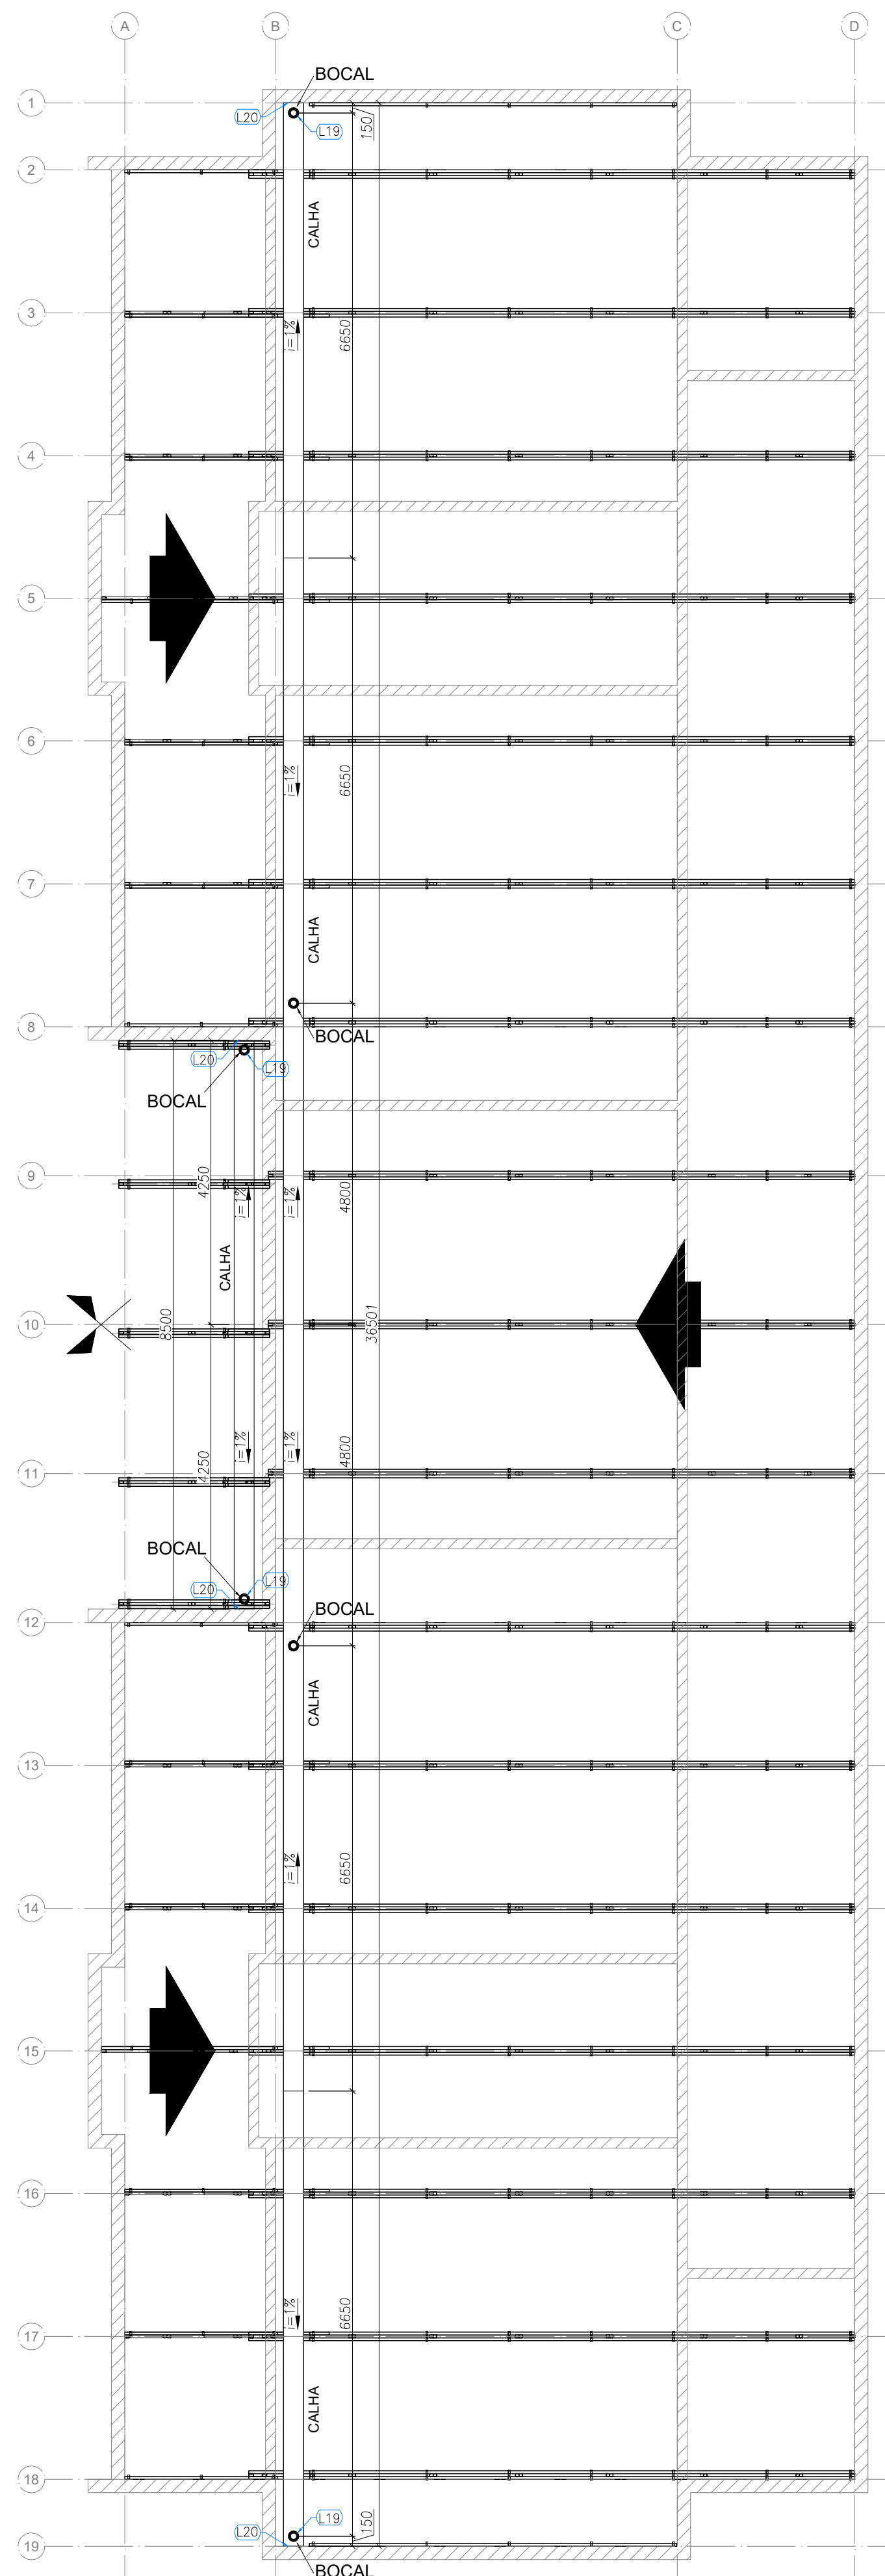 A
B
C
D
1
BOCAL
L20
L19
150
2
CALHA
3
i=1%
6650
4
5
6
i=1%
6650
7
CALHA
8
BOCAL
L20
L19
BOCAL
9
4250
i=1%
i=1%
4800
CALHA
10
8500
36501
4250
i=1%
i=1%
4800
11
BOCAL
L19
L20
BOCAL
12
CALHA
13
i=1%
6650
14
15
16
i=1%
6650
17
CALHA
18
L19
150
L20
19
BOCAL